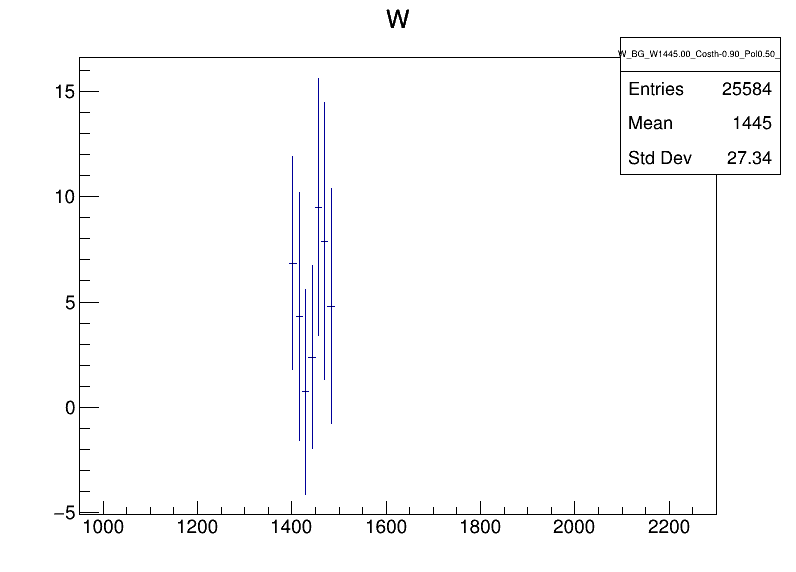 W
W_BG_W1445.00_Costh-0.90_Pol0.50_
Entries 25584
Mean 1445
Std Dev 27.34
15
10
5
0
−5
1000 1200 1400 1600 1800 2000 2200